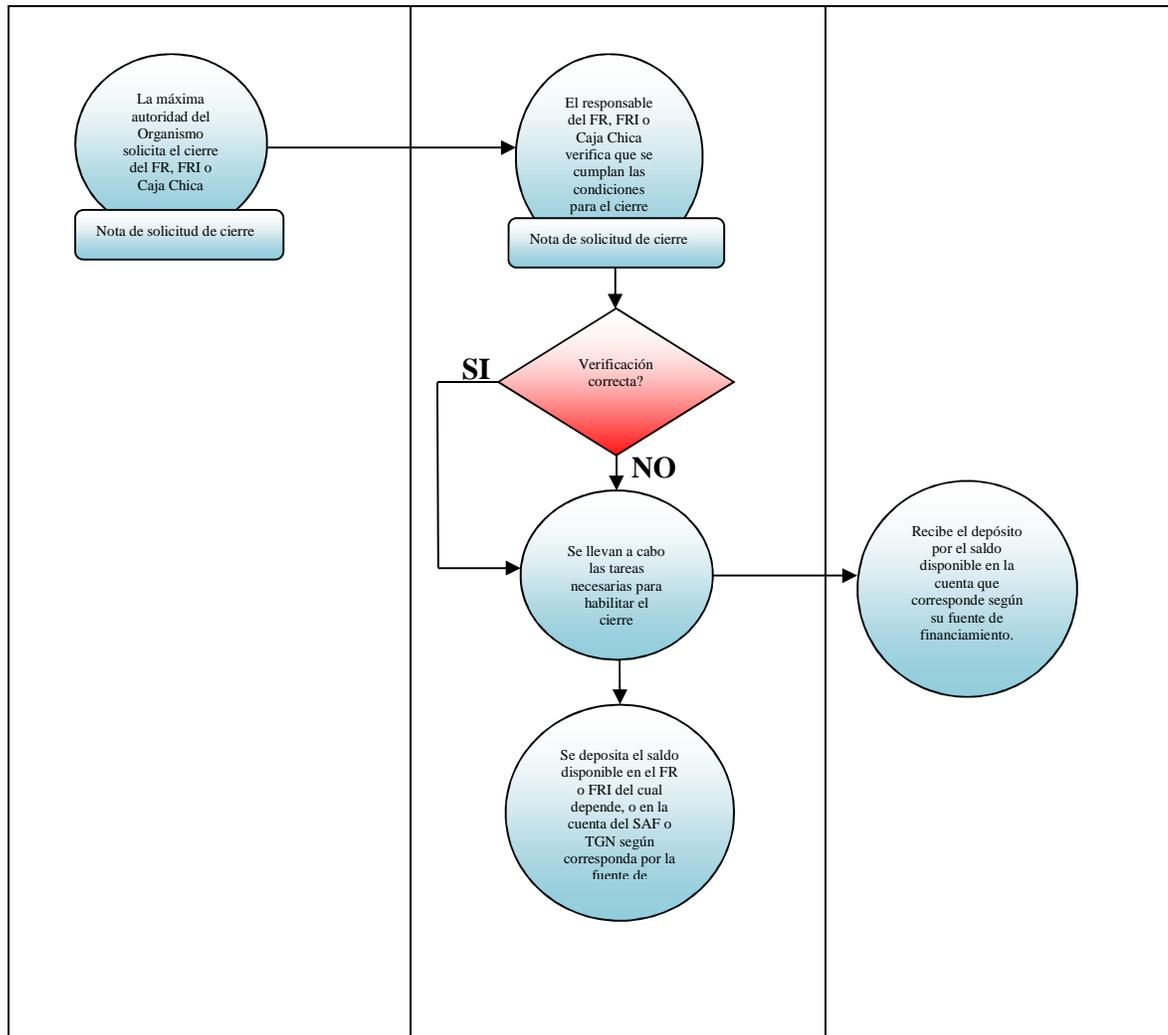 La máxima
autoridad del
Organismo
solicita el cierre
del FR, FRI o
Caja Chica
Nota de solicitud de cierre
El responsable
del FR, FRI o
Caja Chica
verifica que se
cumplan las
condiciones
para el cierre
Nota de solicitud de cierre
Verificación
correcta?
SI
NO
Se llevan a cabo
las tareas
necesarias para
habilitar el
cierre
Recibe el depósito
por el saldo
disponible en la
cuenta que
corresponde según
su fuente de
financiamiento.
Se deposita el saldo
disponible en el FR
o FRI del cual
depende, o en la
cuenta del SAF o
TGN según
corresponda por la
fuente de